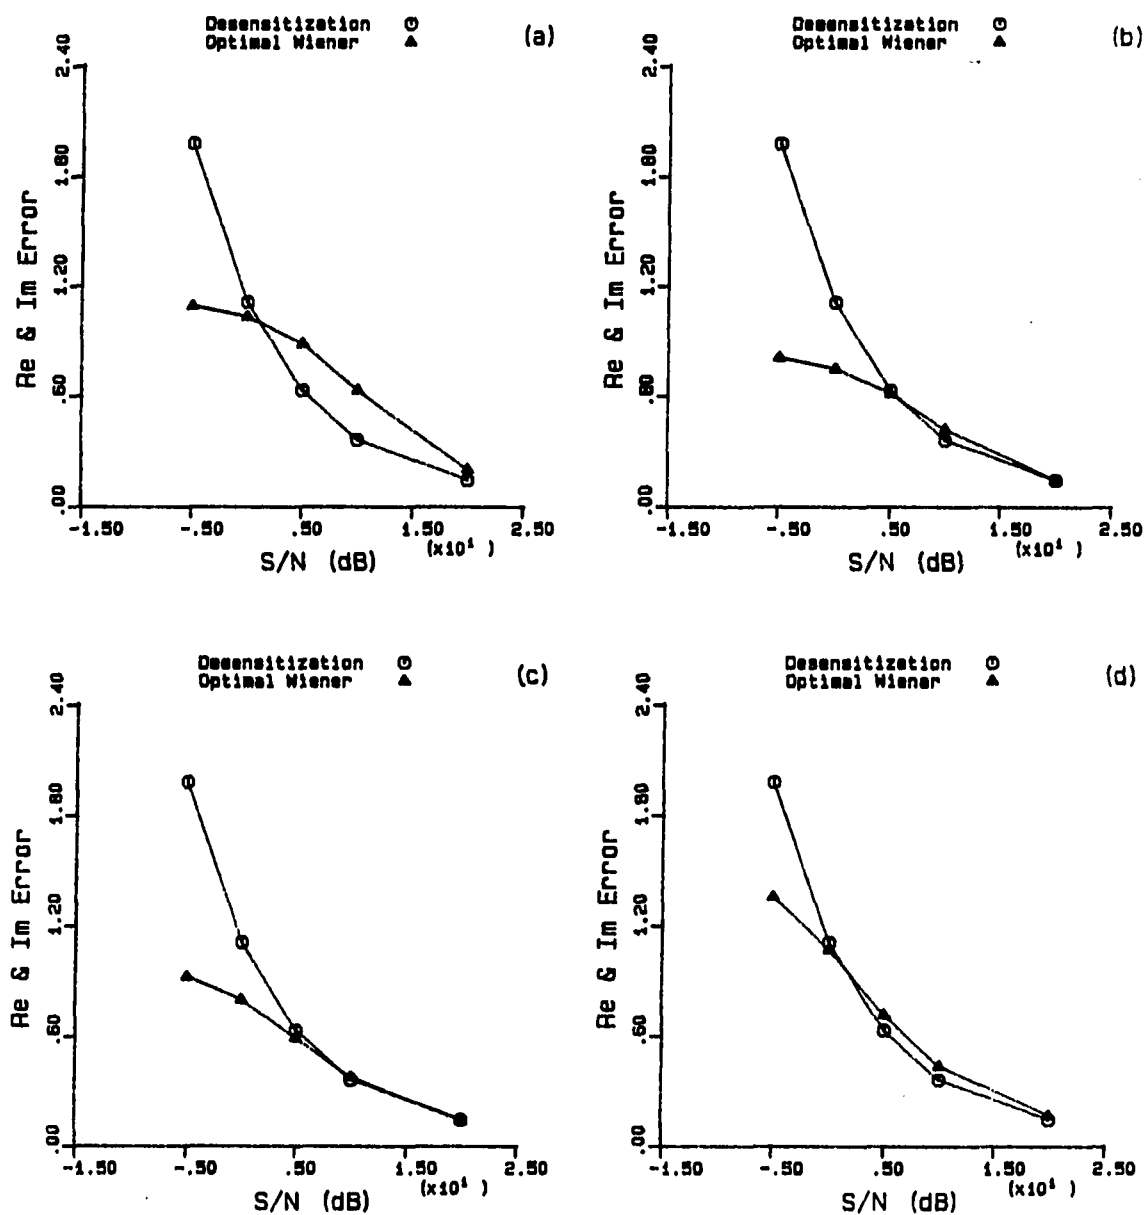 Desensitization
Optimal Wiener
(a)
2.40
1.80
1.20
.60
.00
Re & Im Error
-1.50
-.50
.50
1.50
2.50
(x10¹ )
S/N (dB)
Desensitization
Optimal Wiener
(b)
2.40
1.80
1.20
.60
.00
Re & Im Error
-1.50
-.50
.50
1.50
2.50
(x10¹ )
S/N (dB)
Desensitization
Optimal Wiener
(c)
2.40
1.80
1.20
.60
.00
Re & Im Error
-1.50
-.50
.50
1.50
2.50
(x10¹ )
S/N (dB)
Desensitization
Optimal Wiener
(d)
2.40
1.80
1.20
.60
.00
Re & Im Error
-1.50
-.50
.50
1.50
2.50
(x10¹ )
S/N (dB)